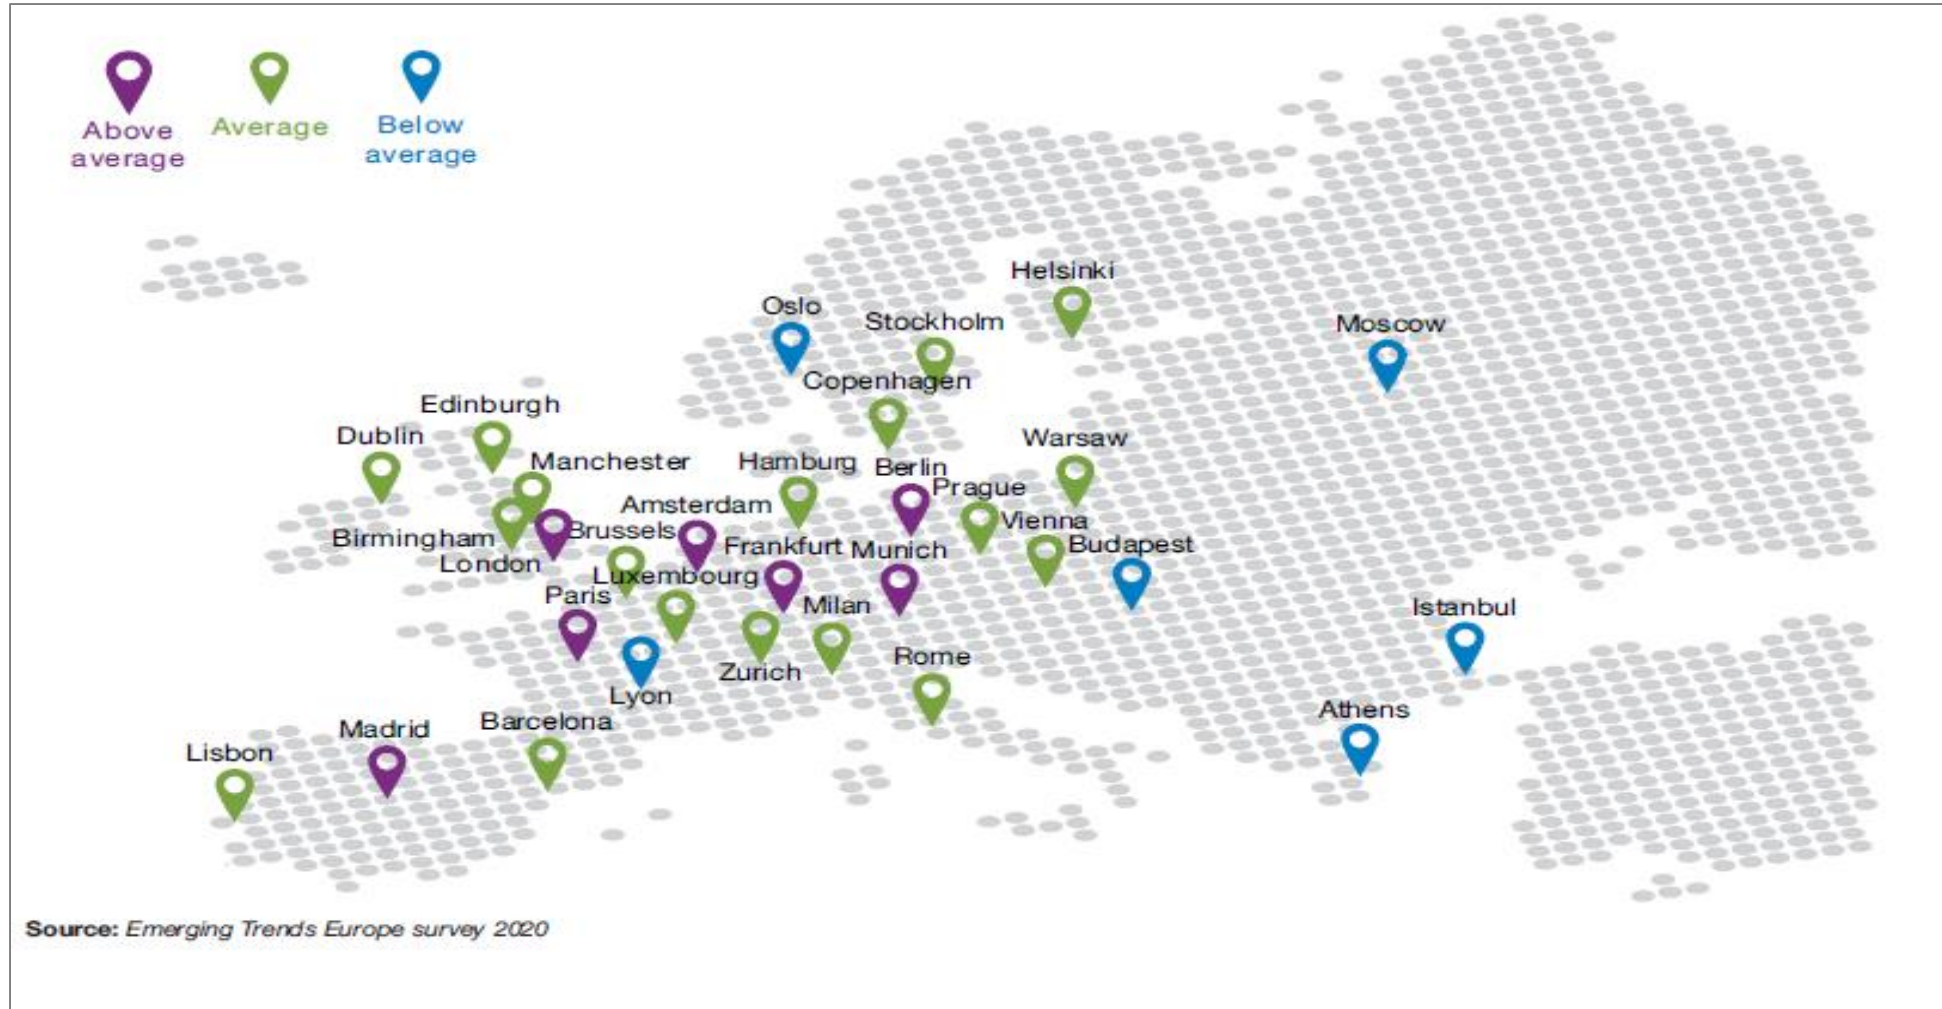 Above
average
Average
Below
average
Helsinki
Oslo
Stockholm
Moscow
Copenhagen
Edinburgh
Dublin
Warsaw
Manchester
Hamburg
Berlin
Prague
Amsterdam
Vienna
Birmingham
Brussels
Frankfurt
Munich
Budapest
London
Luxembourg
Paris
Milan
Istanbul
Rome
Zurich
Lyon
Athens
Barcelona
Madrid
Lisbon
Source: Emerging Trends Europe survey 2020